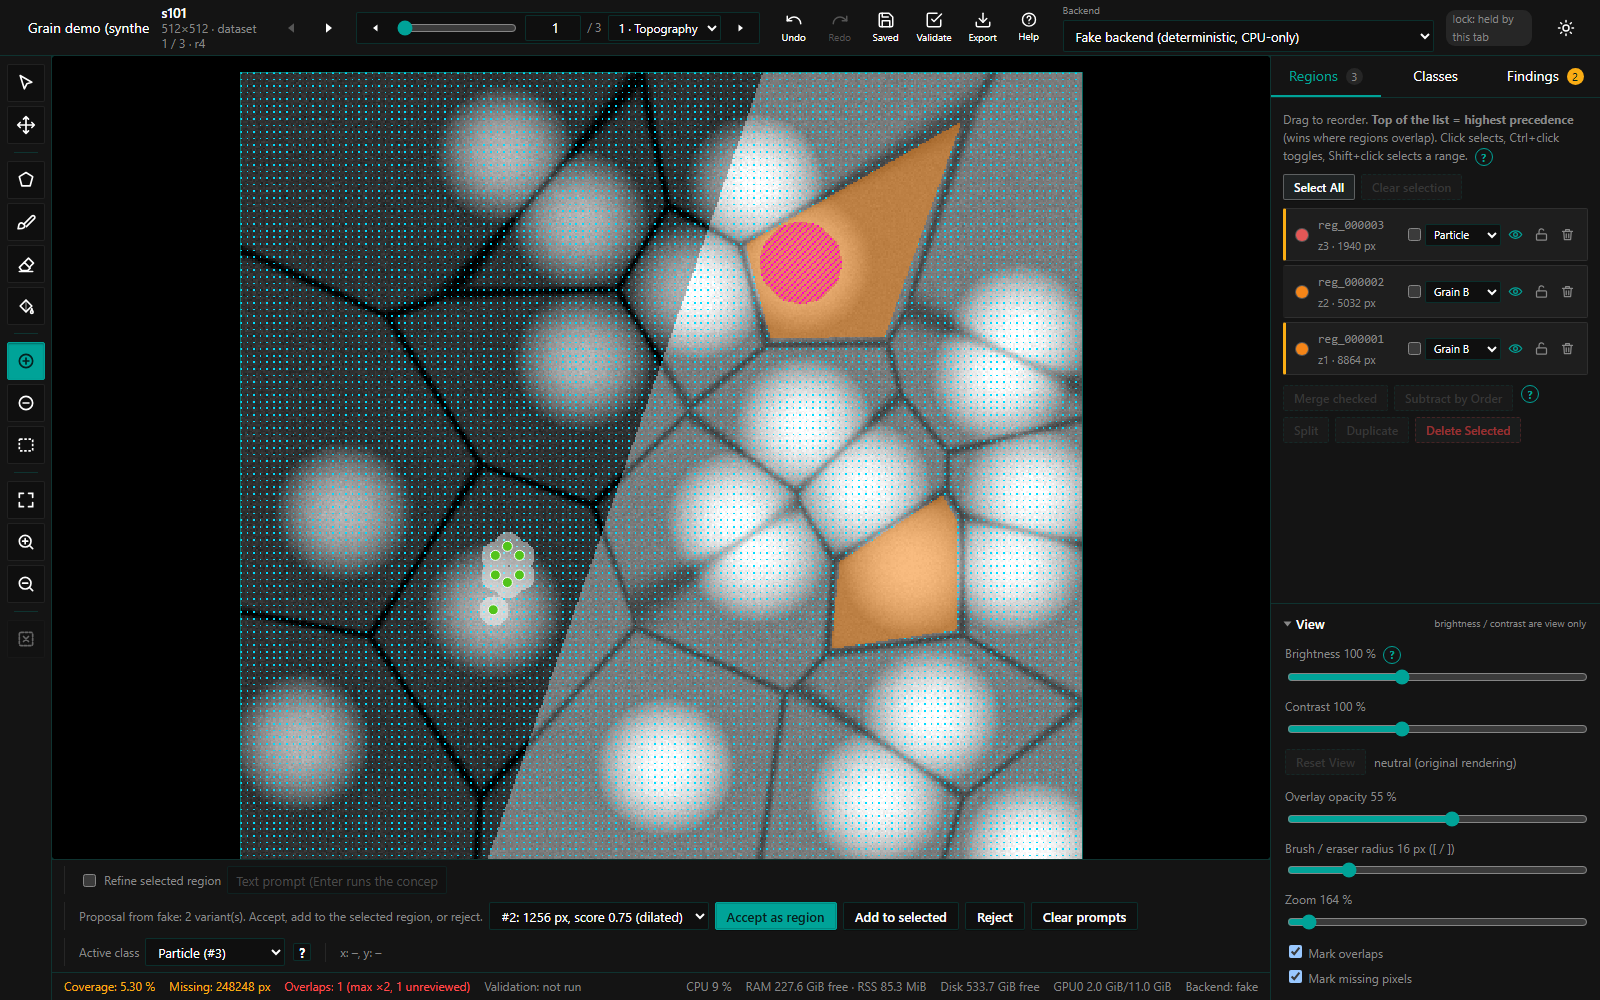 Grain demo (synthe
s101
512×512 · dataset
1 / 3 · r4
1 / 3
1 · Topography
Undo
Redo
Saved
Validate
Export
Help
Backend
Fake backend (deterministic, CPU-only)
lock: held by
this tab
Regions 3
Classes
Findings 2
Drag to reorder. Top of the list = highest precedence
(wins where regions overlap). Click selects, Ctrl+click
toggles, Shift+click selects a range. ?
Select All
Clear selection
reg_000003
z3 · 1940 px
Particle
reg_000002
z2 · 5032 px
Grain B
reg_000001
z1 · 8864 px
Grain B
Merge checked
Subtract by Order
?
Split
Duplicate
Delete Selected
View
brightness / contrast are view only
Brightness 100 % ?
Contrast 100 %
Reset View
neutral (original rendering)
Overlay opacity 55 %
Brush / eraser radius 16 px ([ / ])
Zoom 164 %
Mark overlaps
Mark missing pixels
Refine selected region
Text prompt (Enter runs the concep
Proposal from fake: 2 variant(s). Accept, add to the selected region, or reject.
#2: 1256 px, score 0.75 (dilated)
Accept as region
Add to selected
Reject
Clear prompts
Active class
Particle (#3)
?
x: –, y: –
Coverage: 5.30 %
Missing: 248248 px
Overlaps: 1 (max ×2, 1 unreviewed)
Validation: not run
CPU 9 %
RAM 227.6 GiB free · RSS 85.3 MiB
Disk 533.7 GiB free
GPU0 2.0 GiB/11.0 GiB
Backend: fake